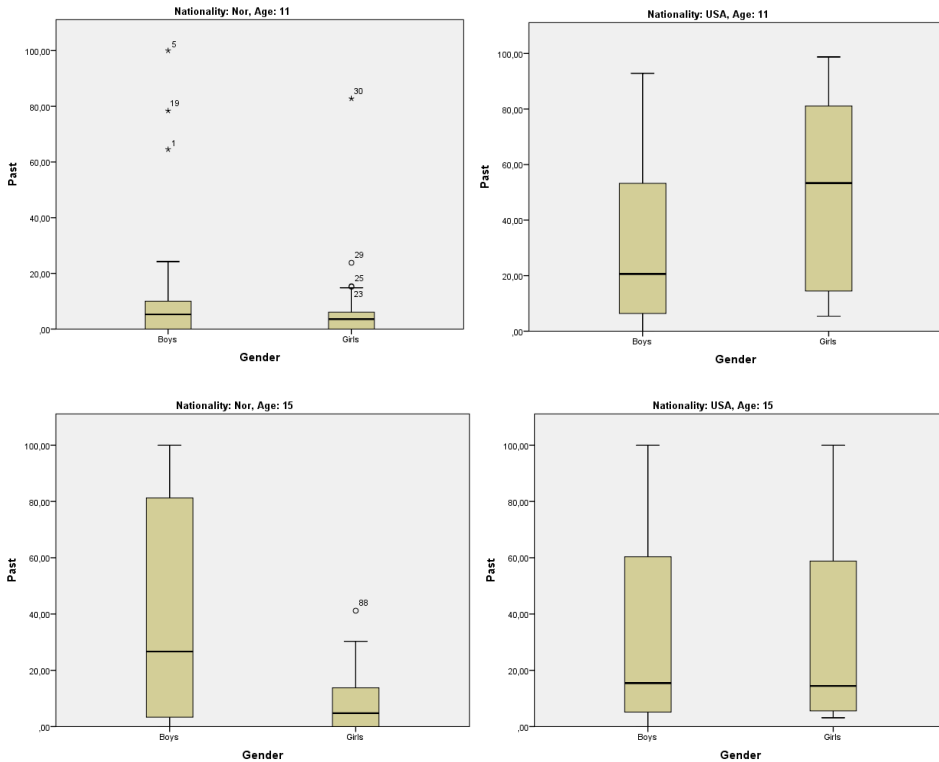 Nationality: Nor, Age: 11
100,00
80,00
60,00
40,00
20,00
,00
Past
5
19
1
30
29
25
23
Boys
Girls
Gender
Nationality: USA, Age: 11
100,00
80,00
60,00
40,00
20,00
,00
Past
Boys
Girls
Gender
Nationality: Nor, Age: 15
100,00
80,00
60,00
40,00
20,00
,00
Past
88
Boys
Girls
Gender
Nationality: USA, Age: 15
100,00
80,00
60,00
40,00
20,00
,00
Past
Boys
Girls
Gender